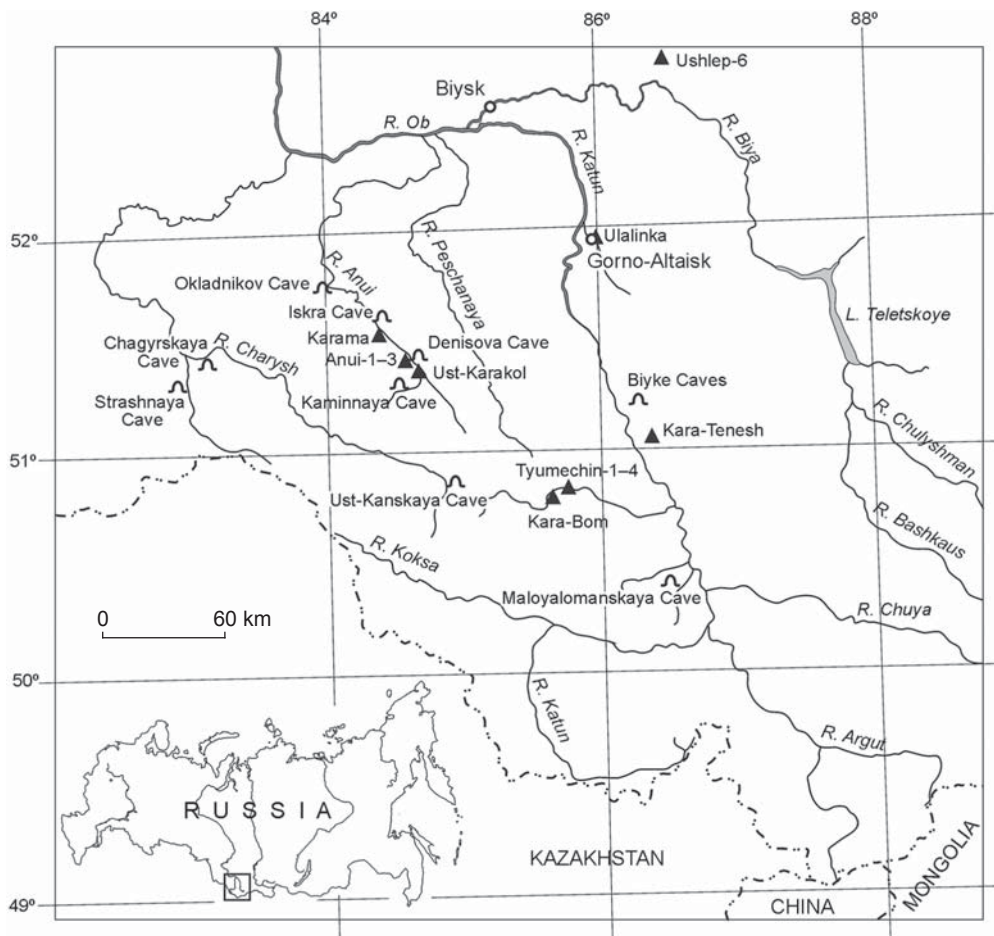 84º
86º
88º
Ushlep-6
Biysk
R. Ob
R. Biya
R. Katun
52º
Ulalinka
Gorno-Altaisk
R. Peschanaya
R. Anui
Okladnikov Cave
L. Teletskoye
Iskra Cave
Karama
Denisova Cave
Chagyrskaya
Cave
R. Charysh
Anui-1–3
Ust-Karakol
Biyke Caves
Strashnaya
Cave
Kaminnaya Cave
Kara-Tenesh
R. Chulyshman
51º
Tyumechin-1–4
Ust-Kanskaya Cave
Kara-Bom
R. Bashkaus
R. Koksa
Maloyalomanskaya Cave
R. Chuya
0 60 km
50º
R. Katun
R. Argut
RUSSIA
KAZAKHSTAN
MONGOLIA
CHINA
49º
84º
86º
88º